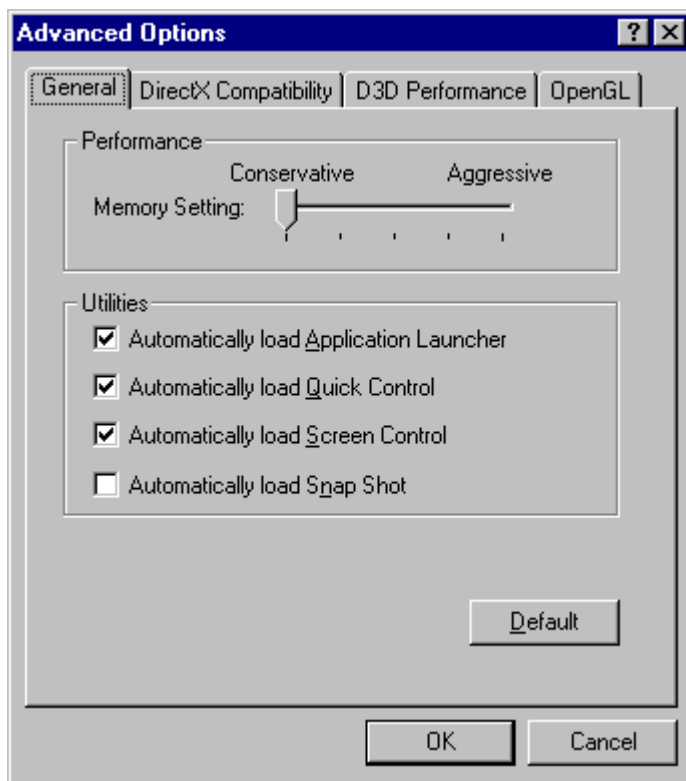 Advanced Options
General DirectX Compatibility D3D Performance OpenGL
Performance
Conservative Aggressive
Memory Setting:
Utilities
Automatically load Application Launcher
Automatically load Quick Control
Automatically load Screen Control
Automatically load Snap Shot
Default
OK Cancel